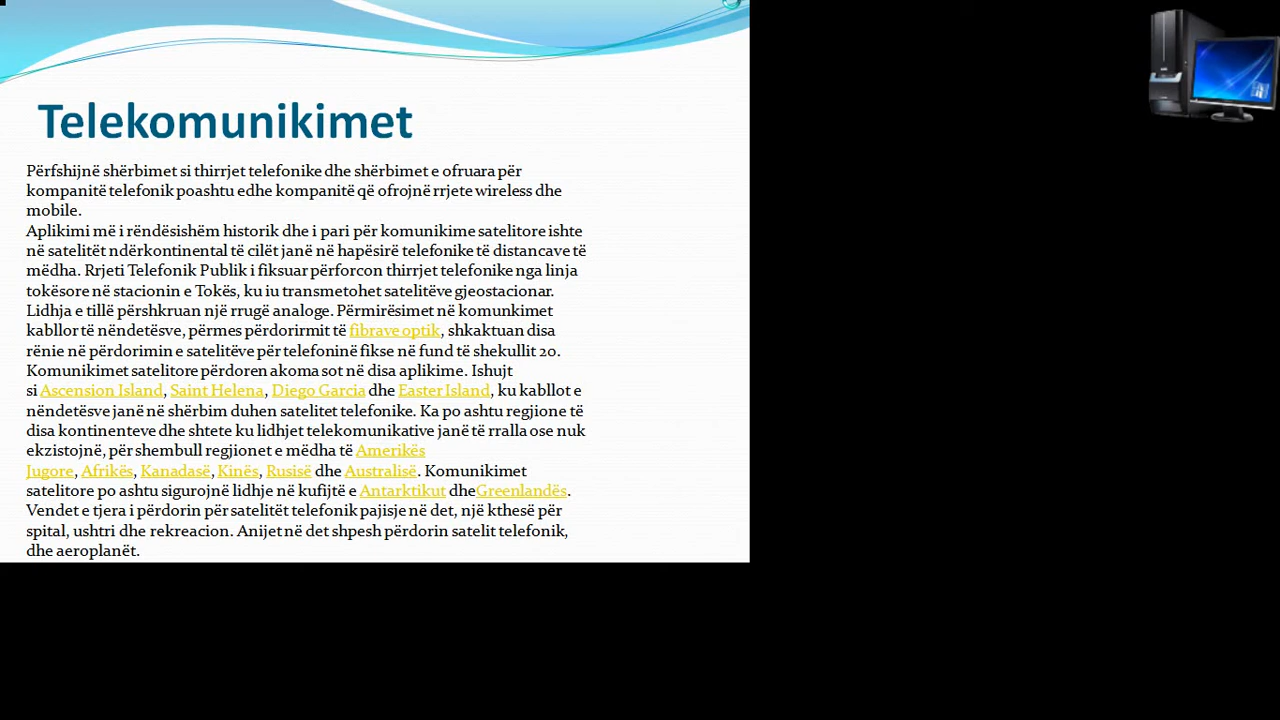 Telekomunikimet
Përfshijnë shërbimet si thirrjet telefonike dhe shërbimet e ofruara për
kompanitë telefonik poashtu edhe kompanitë që ofrojnë rrjete wireless dhe
mobile.
Aplikimi më i rëndësishëm historik dhe i pari për komunikime satelitore ishte
në satelitët ndërkontinental të cilët janë në hapësirë telefonike të distancave të
mëdha. Rrjeti Telefonik Publik i fiksuar përforcon thirrjet telefonike nga linja
tokësore në stacionin e Tokës, ku iu transmetohet satelitëve gjeostacionar.
Lidhja e tillë përshkruan një rrugë analoge. Përmirësimet në komunkimet
kabllor të nëndetësve, përmes përdorirmit të fibrave optik, shkaktuan disa
rënie në përdorimin e satelitëve për telefoninë fikse në fund të shekullit 20.
Komunikimet satelitore përdoren akoma sot në disa aplikime. Ishujt
si Ascension Island, Saint Helena, Diego Garcia dhe Easter Island, ku kabllot e
nëndetësve janë në shërbim duhen satelitet telefonike. Ka po ashtu regjione të
disa kontinenteve dhe shtete ku lidhjet telekomunikative janë të rralla ose nuk
ekzistojnë, për shembull regjionet e mëdha të Amerikës
Jugore, Afrikës, Kanadasë, Kinës, Rusisë dhe Australisë. Komunikimet
satelitore po ashtu sigurojnë lidhje në kufijtë e Antarktikut dheGreenlandës.
Vendet e tjera i përdorin për satelitët telefonik pajisje në det, një kthesë për
spital, ushtri dhe rekreacion. Anijet në det shpesh përdorin satelit telefonik,
dhe aeroplanët.